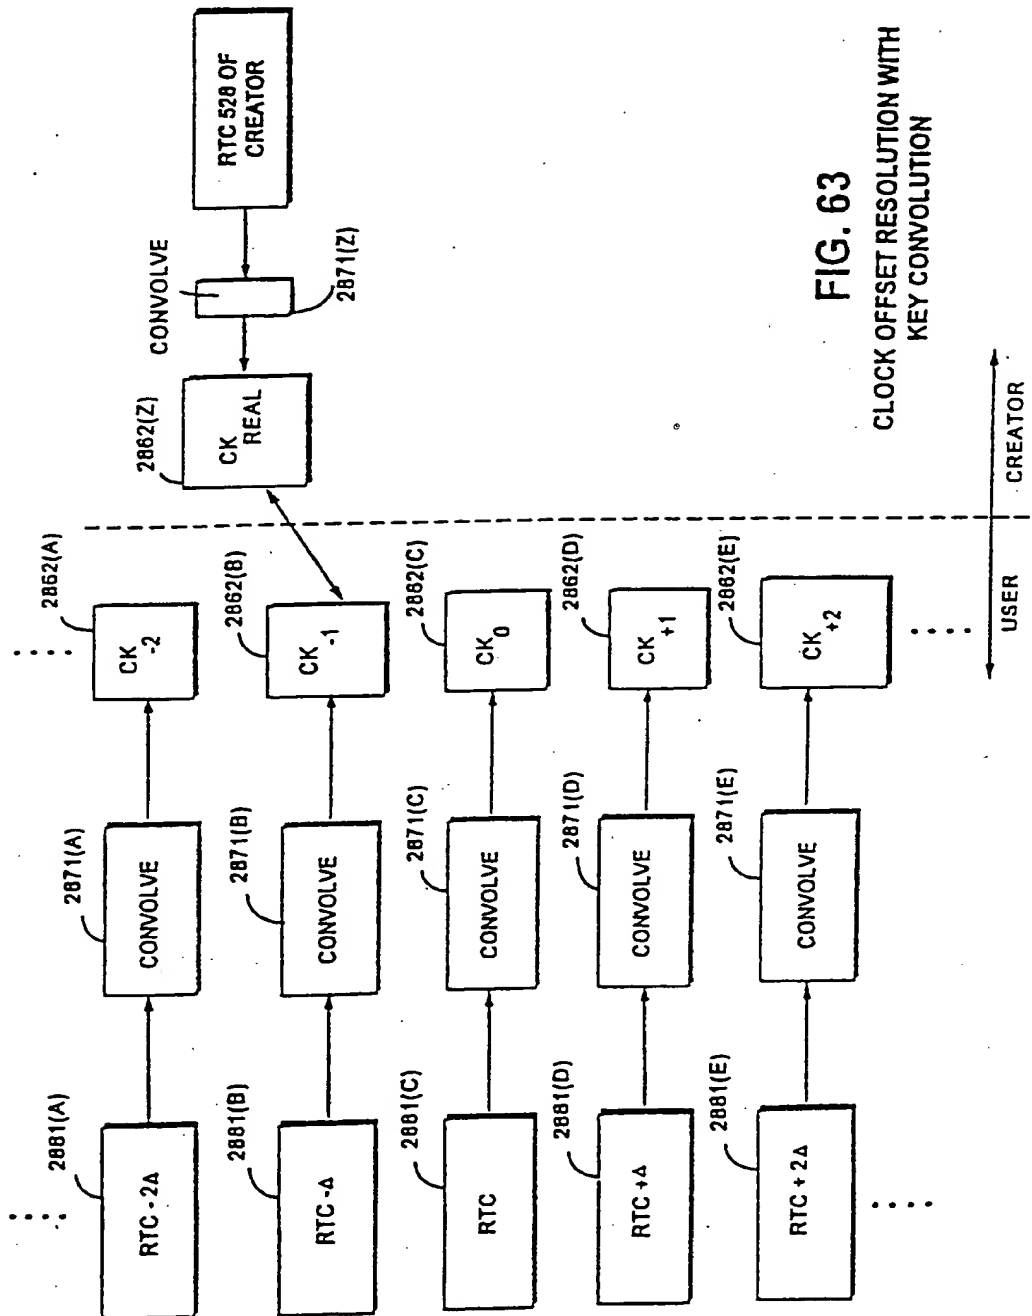 RTC - 2Δ
2881(A)
CONVOLVE
2871(A)
CK -2
2862(A)
RTC -Δ
2881(B)
CONVOLVE
2871(B)
CK -1
2862(B)
RTC
2881(C)
CONVOLVE
2871(C)
CK 0
2862(C)
RTC +Δ
2881(D)
CONVOLVE
2871(D)
CK +1
2862(D)
RTC + 2Δ
2881(E)
CONVOLVE
2871(E)
CK +2
2862(E)
2862(Z)
CK REAL
CONVOLVE
2871(Z)
RTC 528 OF
CREATOR
USER
CREATOR
FIG. 63
CLOCK OFFSET RESOLUTION WITH
KEY CONVOLUTION